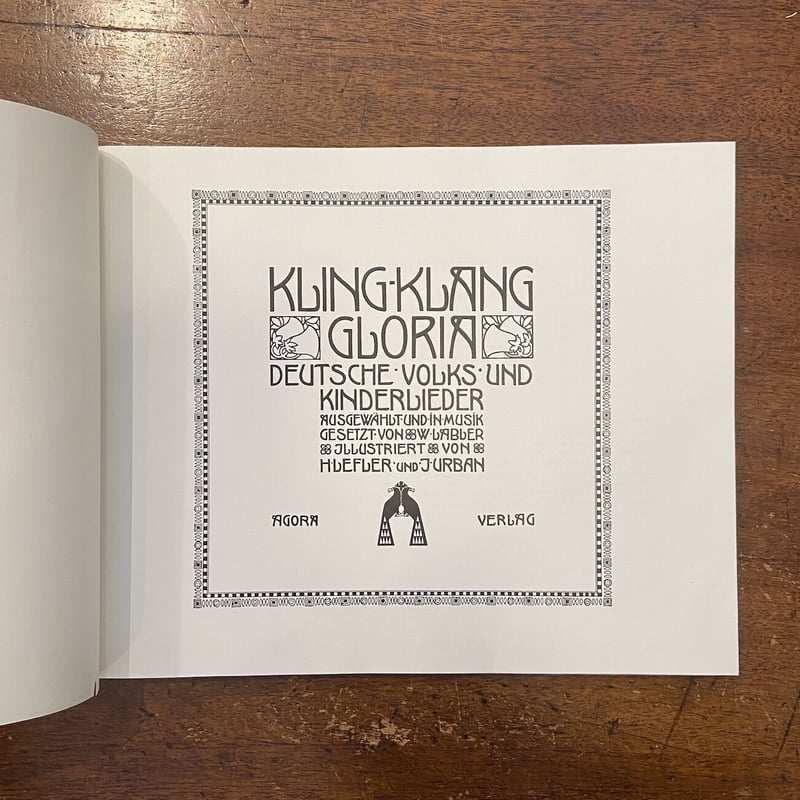 KLING·KLANG
GLORIA
DEUTSCHE·VOLKS·UND
KINDERLIEDER
AUSGEWÄHLT·UND·IN·MUSIK
GESETZT·VON W·LABLER
JLLUSTRIERT VON
H·LEFLER UND J·URBAN
AGORA VERLAG